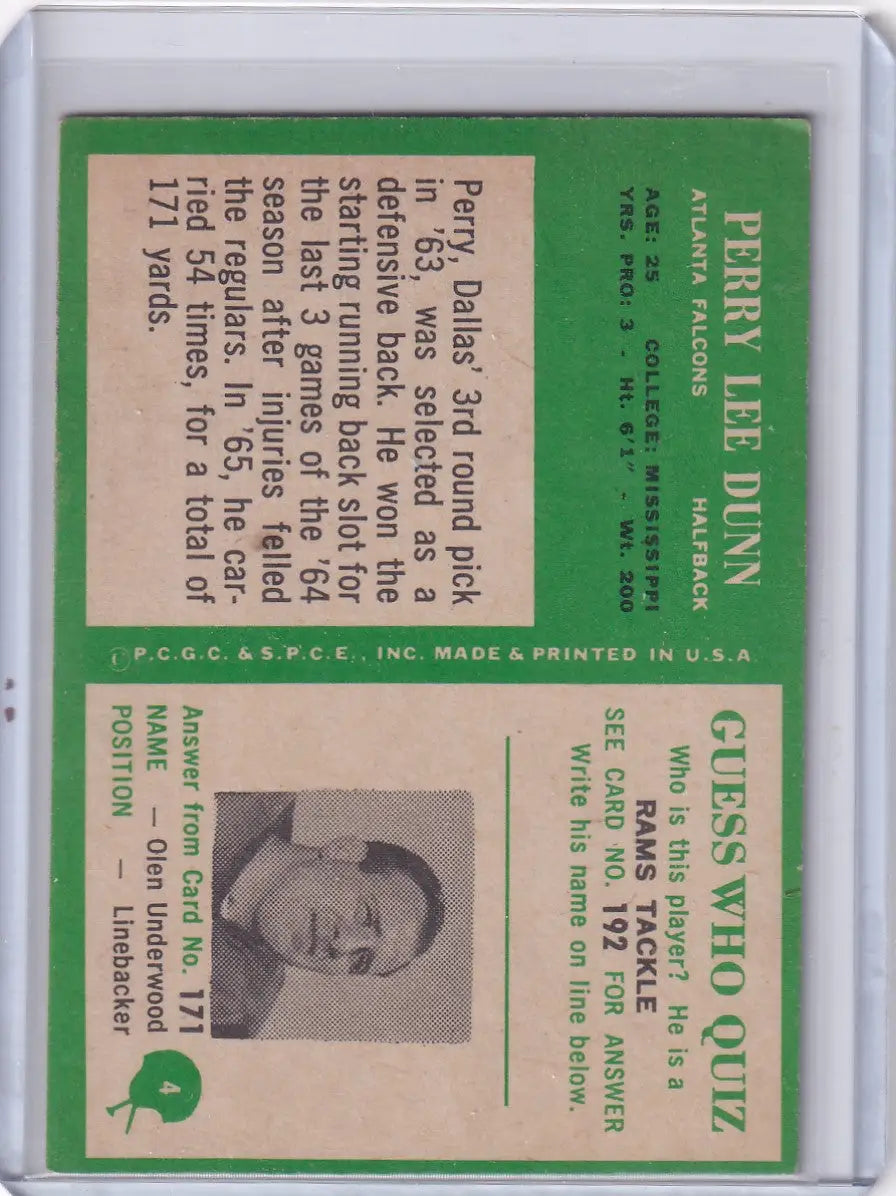 PERRY LEE DUNN
ATLANTA FALCONS HALFBACK
AGE: 25 COLLEGE: MISSISSIPPI
YRS. PRO: 3 - Ht. 6'1" - Wt. 200
Perry, Dallas' 3rd round pick
in '63, was selected as a
defensive back. He won the
starting running back slot for
the last 3 games of the '64
season after injuries felled
the regulars. In '65, he car-
ried 54 times, for a total of
171 yards.
© P.C.G.C. & S.P.C.E., INC. MADE & PRINTED IN U.S.A
GUESS WHO QUIZ
Who is this player? He is a
RAMS TACKLE
SEE CARD NO. 192 FOR ANSWER
Write his name on line below.
Answer from Card No. 171
NAME — Olen Underwood
POSITION — Linebacker
4